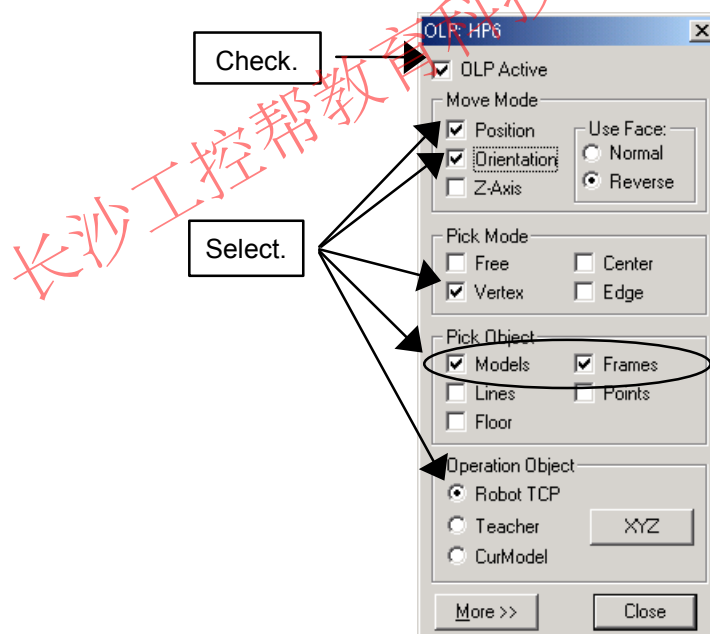 OLP: HP6
Check.
OLP Active
Move Mode
Position
Orientation
Z-Axis
Use Face:
Normal
Reverse
Select.
Pick Mode
Free
Center
Vertex
Edge
Pick Object
Models
Frames
Lines
Points
Floor
Operation Object
Robot TCP
Teacher
XYZ
CurModel
More >>
Close
长沙工控帮教育科技